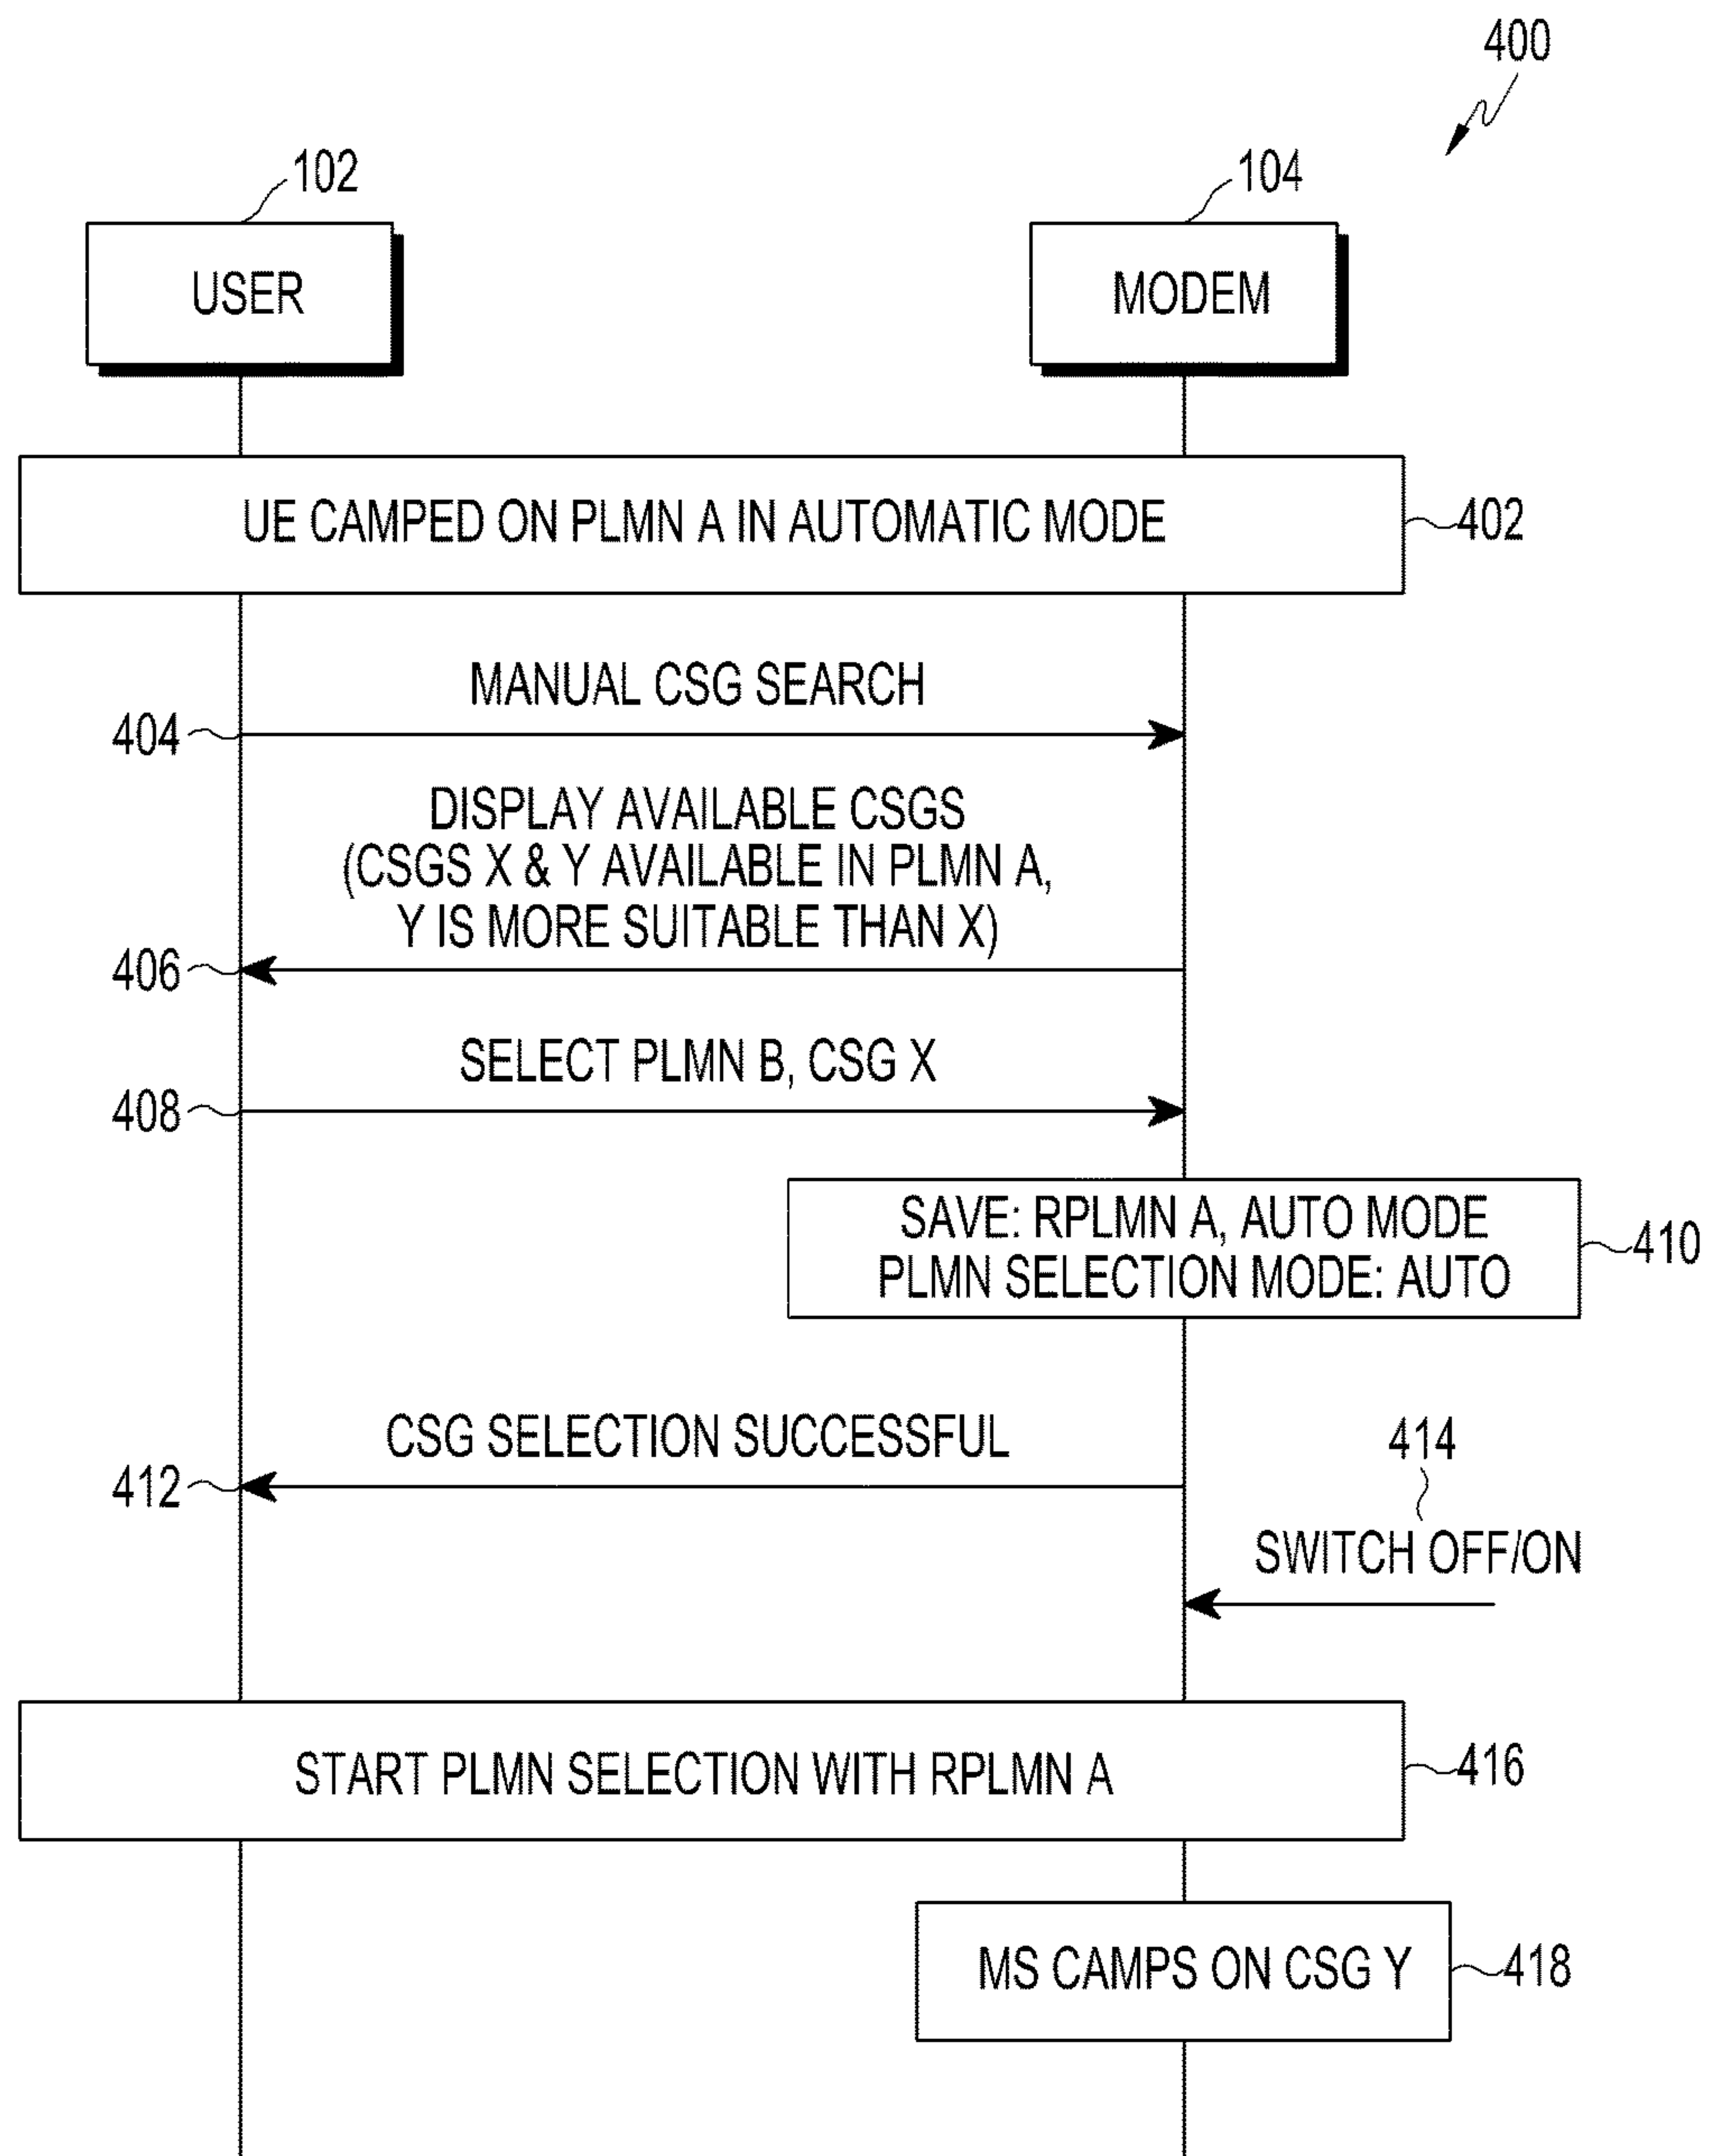 400
102
104
USER
MODEM
UE CAMPED ON PLMN A IN AUTOMATIC MODE
402
MANUAL CSG SEARCH
404
DISPLAY AVAILABLE CSGS
(CSGS X & Y AVAILABLE IN PLMN A,
Y IS MORE SUITABLE THAN X)
406
SELECT PLMN B, CSG X
408
SAVE: RPLMN A, AUTO MODE
PLMN SELECTION MODE: AUTO
410
CSG SELECTION SUCCESSFUL
412
414
SWITCH OFF/ON
START PLMN SELECTION WITH RPLMN A
416
MS CAMPS ON CSG Y
418